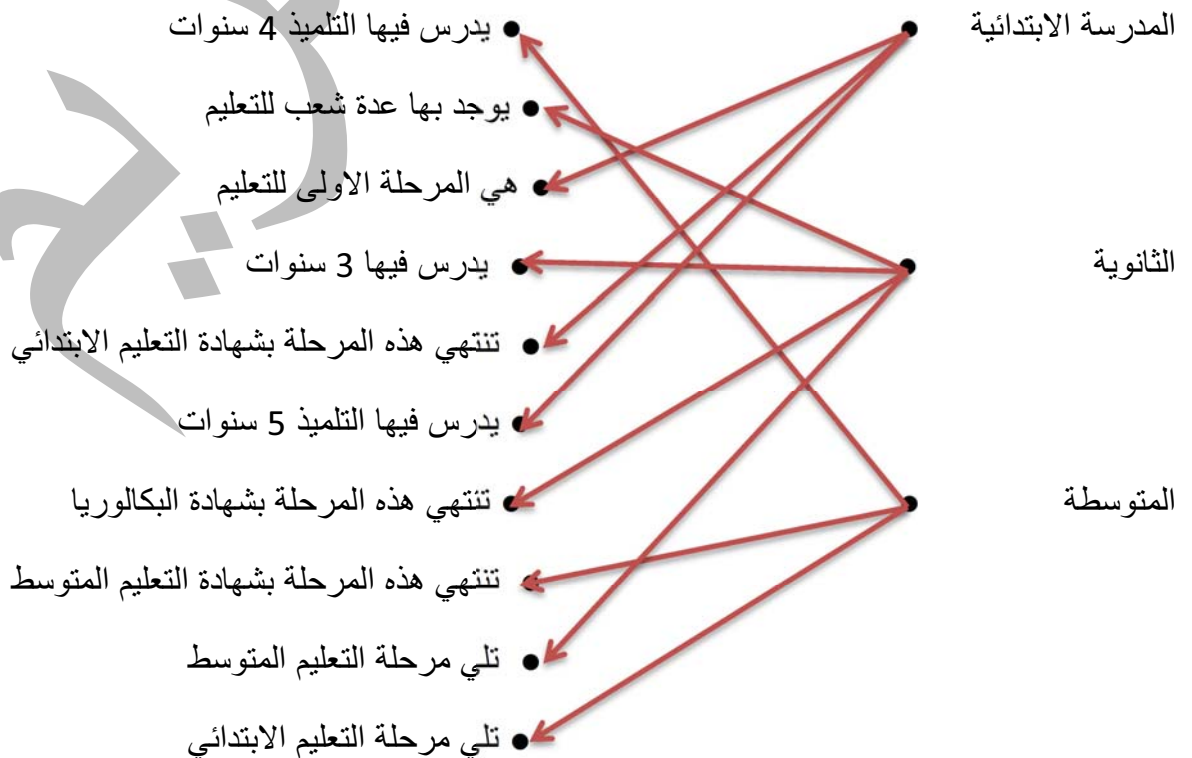 المدرسة الابتدائية
يدرس فيها التلميذ 4 سنوات
يوجد بها عدة شعب للتعليم
هي المرحلة الاولى للتعليم
الثانوية
يدرس فيها 3 سنوات
تنتهي هذه المرحلة بشهادة التعليم الابتدائي
يدرس فيها التلميذ 5 سنوات
المتوسطة
تنتهي هذه المرحلة بشهادة البكالوريا
تنتهي هذه المرحلة بشهادة التعليم المتوسط
تلي مرحلة التعليم المتوسط
تلي مرحلة التعليم الابتدائي